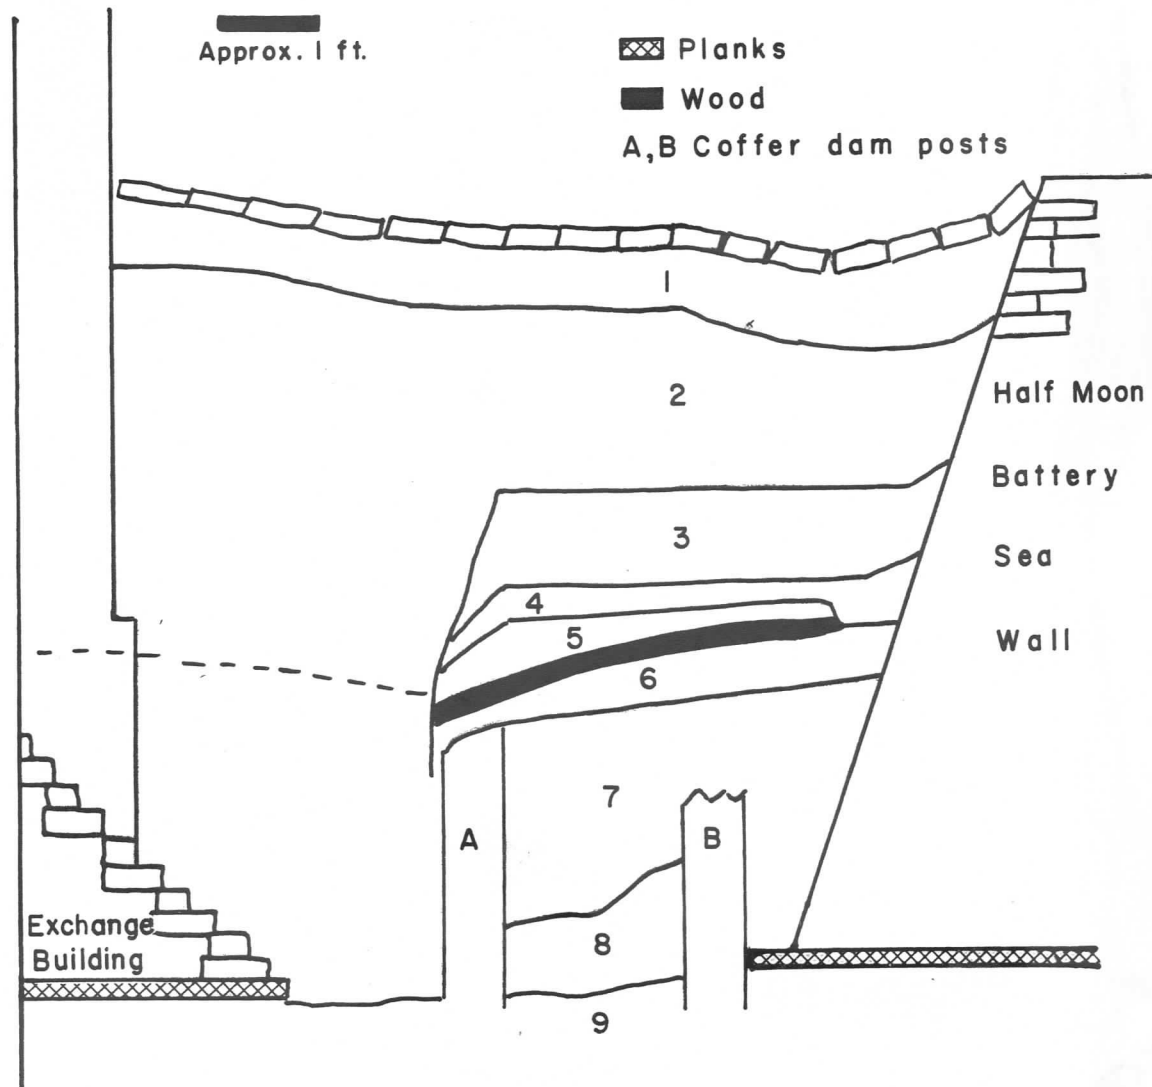 Approx. 1 ft.
Planks
Wood
A,B Coffer dam posts
1
2
Half Moon
Battery
3
Sea
4
5
Wall
6
7
A
B
Exchange
Building
8
9